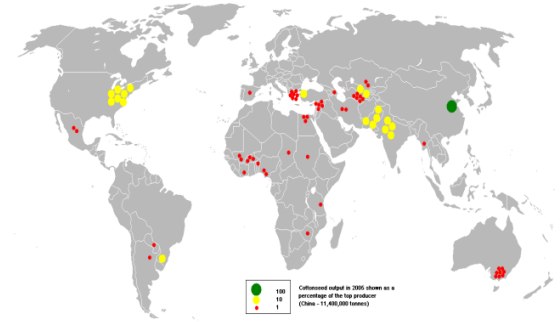 100
10
1
Cottonseed output in 2005 shown as a
percentage of the top producer
(China - 11,400,000 tonnes)